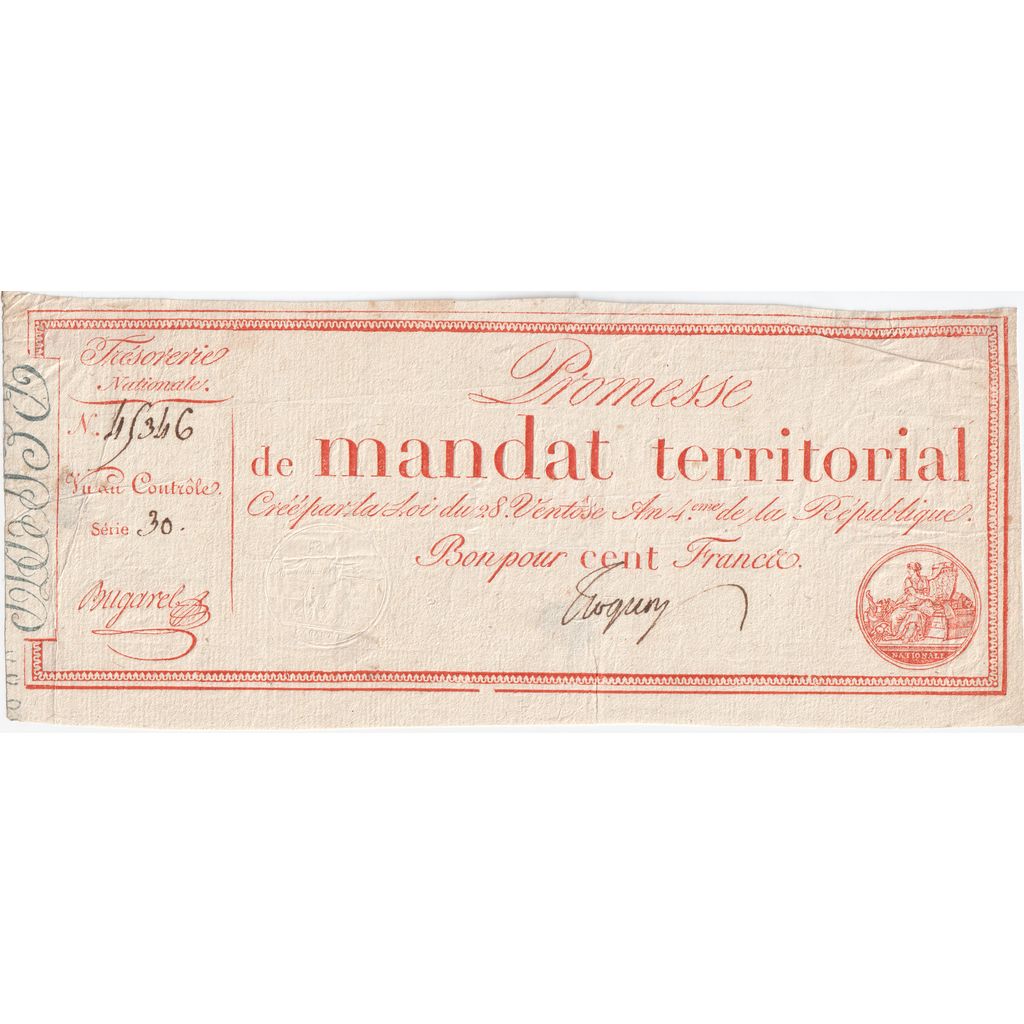 Trésorerie
Nationale.
N. 45346
Vu au Contrôle.
Série 30.
Bugarel
Promesse
de mandat territorial
Créé par la Loi du 28. Ventôse An 4.eme de la République.
Bon pour cent Francs.
NATIONALE